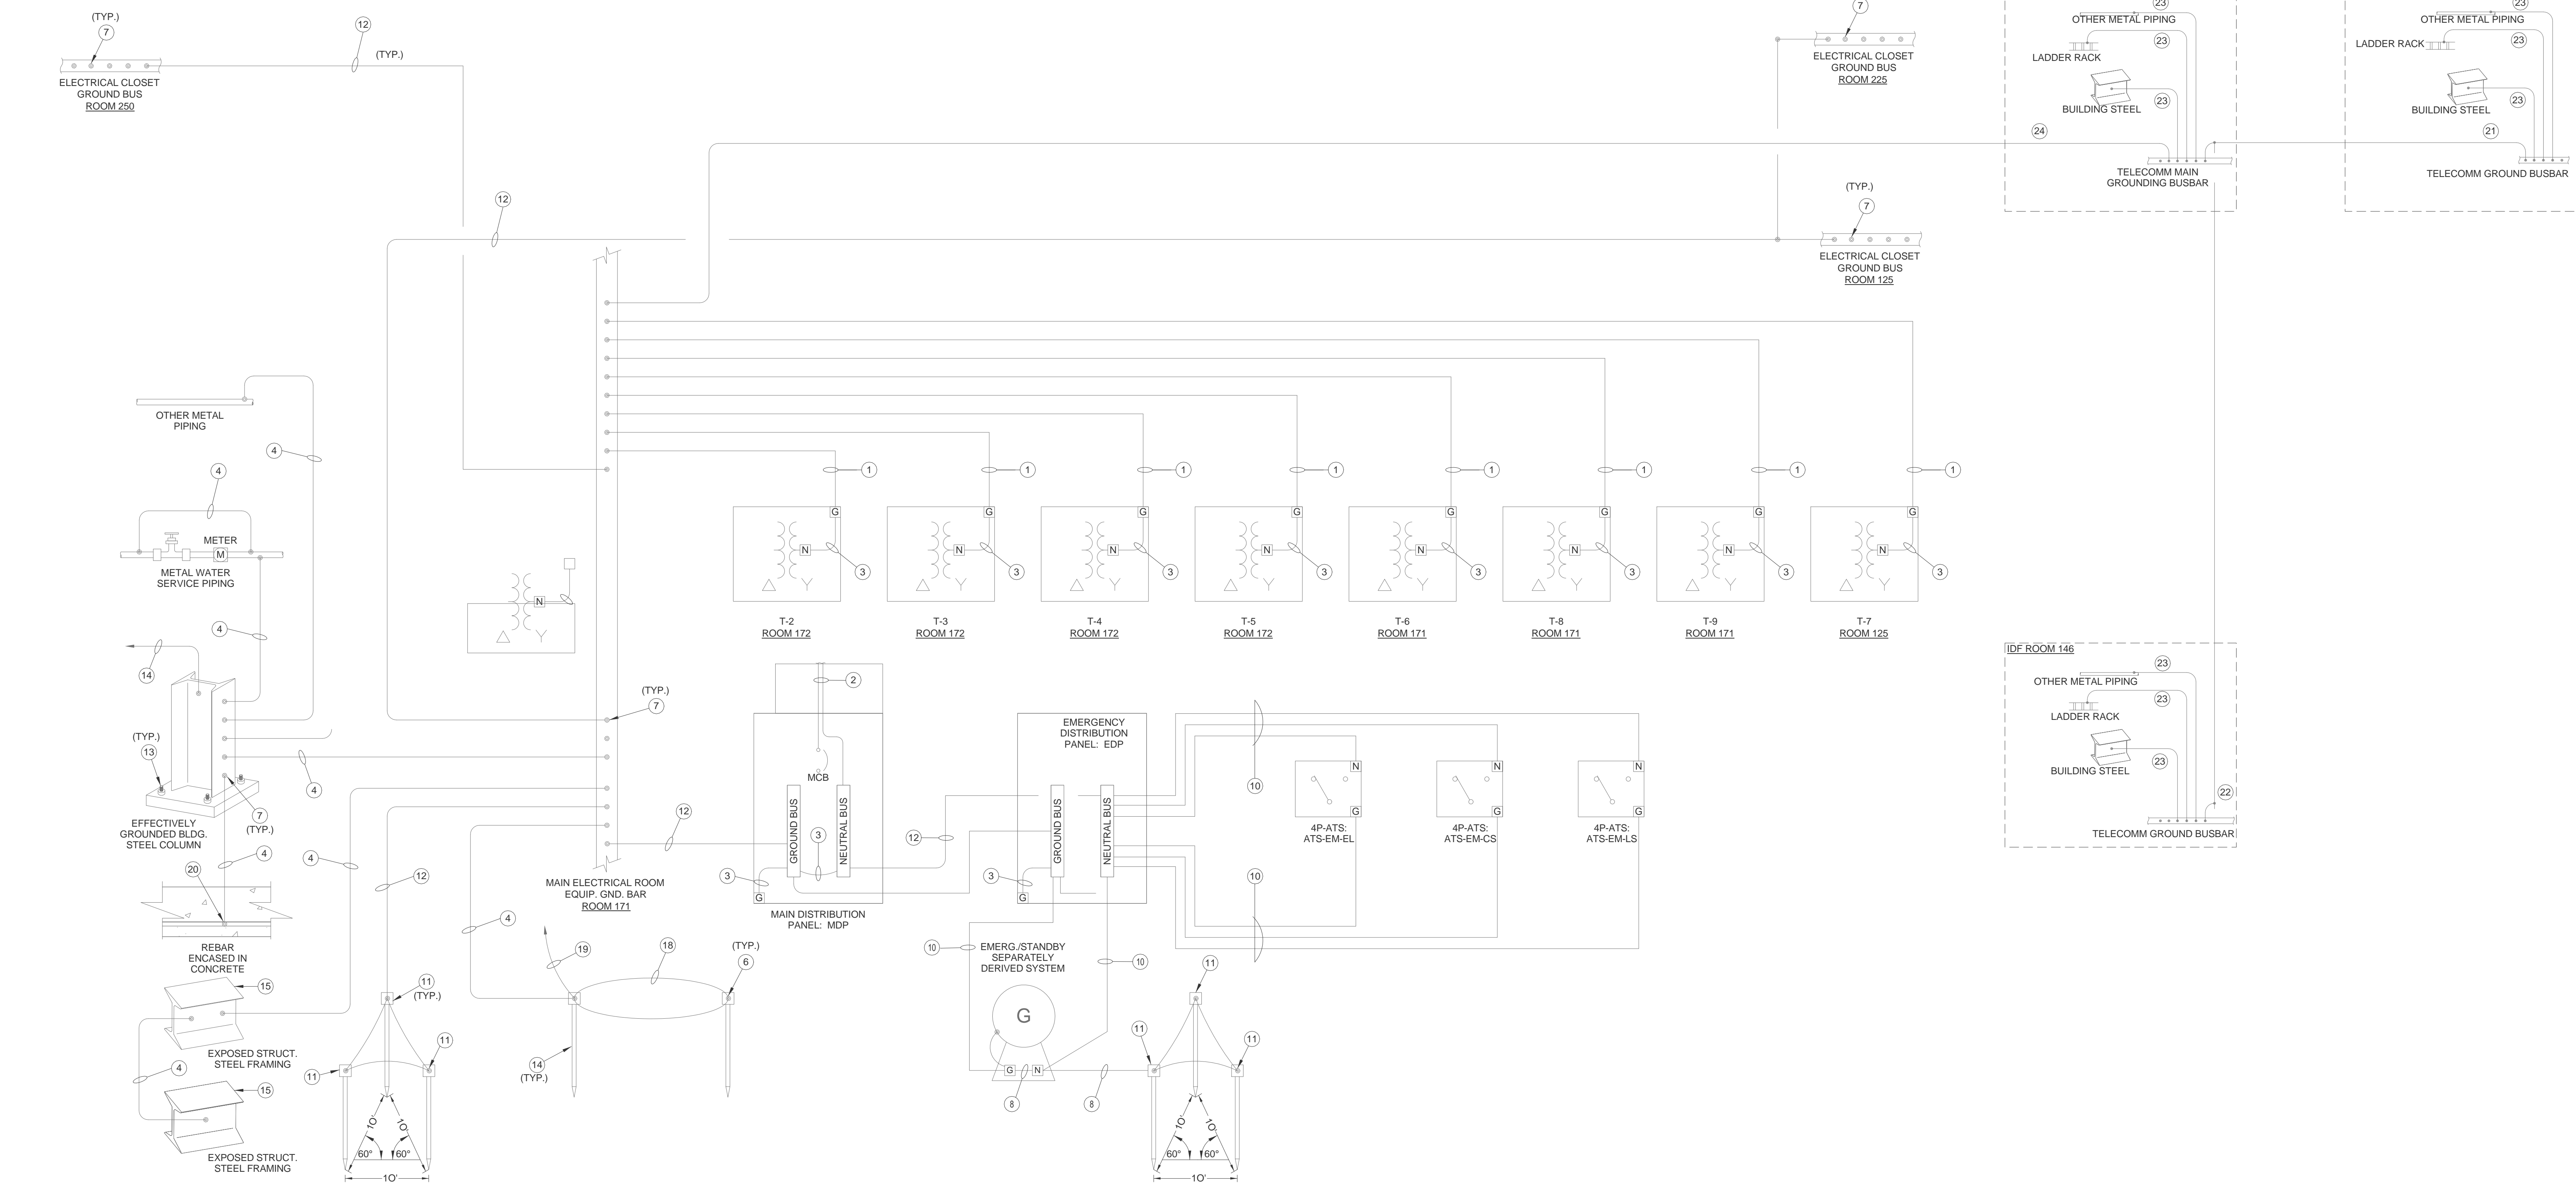 (TYP.)
7
ELECTRICAL CLOSET
GROUND BUS
ROOM 250
12
(TYP.)
12
7
ELECTRICAL CLOSET
GROUND BUS
ROOM 225
(TYP.)
7
ELECTRICAL CLOSET
GROUND BUS
ROOM 125
23
OTHER METAL PIPING
23
LADDER RACK
BUILDING STEEL
23
24
TELECOMM MAIN
GROUNDING BUSBAR
23
OTHER METAL PIPING
LADDER RACK
23
BUILDING STEEL
23
21
TELECOMM GROUND BUSBAR
OTHER METAL
PIPING
4
4
METER
M
METAL WATER
SERVICE PIPING
4
14
(TYP.)
13
4
7
(TYP.)
EFFECTIVELY
GROUNDED BLDG.
STEEL COLUMN
4
20
REBAR
ENCASED IN
CONCRETE
4
12
15
EXPOSED STRUCT.
STEEL FRAMING
4
15
EXPOSED STRUCT.
STEEL FRAMING
11
(TYP.)
11
11
10'
10'
60°
60°
10'
N
(TYP.)
7
MAIN ELECTRICAL ROOM
EQUIP. GND. BAR
ROOM 171
12
4
19
18
(TYP.)
6
14
(TYP.)
1
G
N
3
T-2
ROOM 172
1
G
N
3
T-3
ROOM 172
1
G
N
3
T-4
ROOM 172
1
G
N
3
T-5
ROOM 172
1
G
N
3
T-6
ROOM 171
1
G
N
3
T-8
ROOM 171
1
G
N
3
T-9
ROOM 171
1
G
N
3
T-7
ROOM 125
2
MCB
GROUND BUS
3
NEUTRAL BUS
3
G
MAIN DISTRIBUTION
PANEL: MDP
12
EMERGENCY
DISTRIBUTION
PANEL: EDP
GROUND BUS
NEUTRAL BUS
3
G
10
10
N
G
4P-ATS:
ATS-EM-EL
N
G
4P-ATS:
ATS-EM-CS
N
G
4P-ATS:
ATS-EM-LS
10
EMERG./STANDBY
SEPARATELY
DERIVED SYSTEM
10
G
G
N
8
8
11
11
11
10'
10'
60°
60°
10'
IDF ROOM 146
23
OTHER METAL PIPING
23
LADDER RACK
BUILDING STEEL
23
22
TELECOMM GROUND BUSBAR